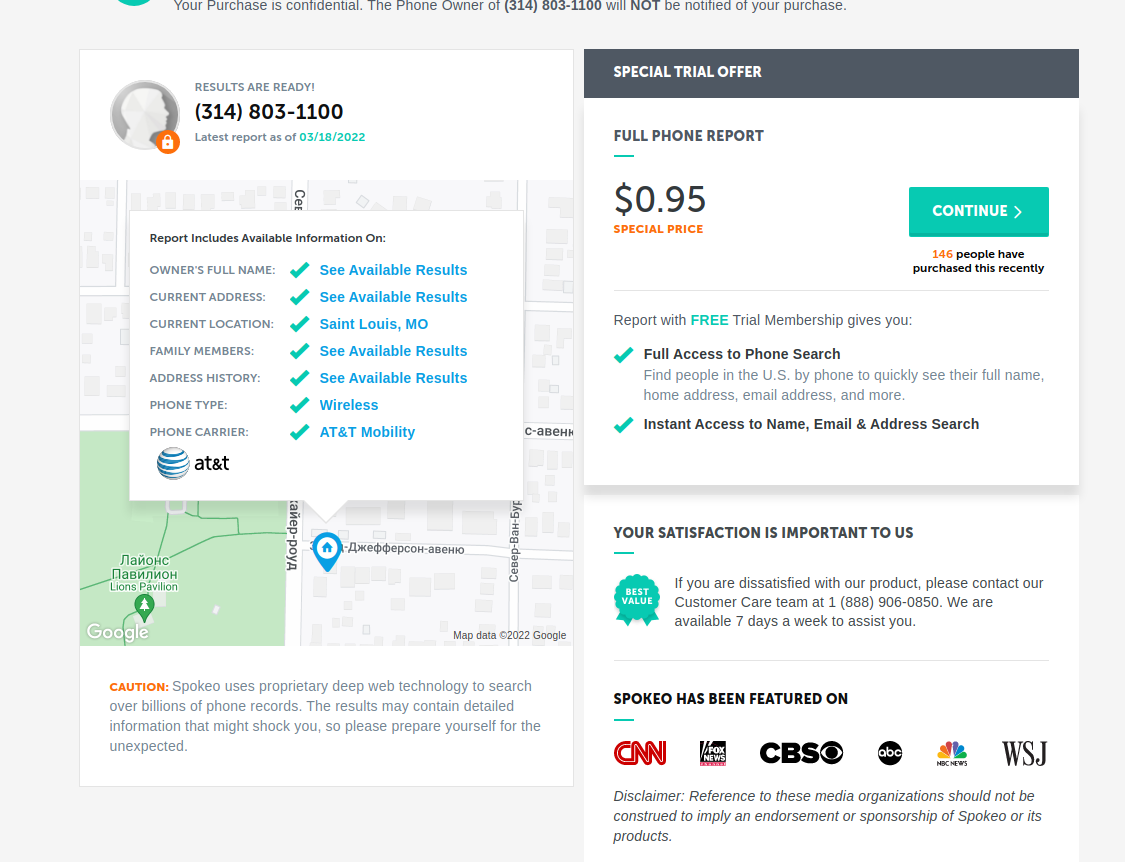 Your Purchase is confidential. The Phone Owner of (314) 803-1100 will NOT be notified of your purchase.
RESULTS ARE READY!
(314) 803-1100
Latest report as of 03/18/2022
Report Includes Available Information On:
OWNER'S FULL NAME: See Available Results
CURRENT ADDRESS: See Available Results
CURRENT LOCATION: Saint Louis, MO
FAMILY MEMBERS: See Available Results
ADDRESS HISTORY: See Available Results
PHONE TYPE: Wireless
PHONE CARRIER: AT&T Mobility
at&t
с-авеню
айер-роуд
д-Джефферсон-авеню
Север-Ван-Бур
Лайонс
Павилион
Lions Pavilion
Google
Map data ©2022 Google
CAUTION: Spokeo uses proprietary deep web technology to search
over billions of phone records. The results may contain detailed
information that might shock you, so please prepare yourself for the
unexpected.
SPECIAL TRIAL OFFER
FULL PHONE REPORT
$0.95
SPECIAL PRICE
CONTINUE
146 people have
purchased this recently
Report with FREE Trial Membership gives you:
Full Access to Phone Search
Find people in the U.S. by phone to quickly see their full name,
home address, email address, and more.
Instant Access to Name, Email & Address Search
YOUR SATISFACTION IS IMPORTANT TO US
BEST
VALUE
If you are dissatisfied with our product, please contact our
Customer Care team at 1 (888) 906-0850. We are
available 7 days a week to assist you.
SPOKEO HAS BEEN FEATURED ON
CNN
FOX
NEWS
CBS
abc
NBC NEWS
WSJ
Disclaimer: Reference to these media organizations should not be
construed to imply an endorsement or sponsorship of Spokeo or its
products.